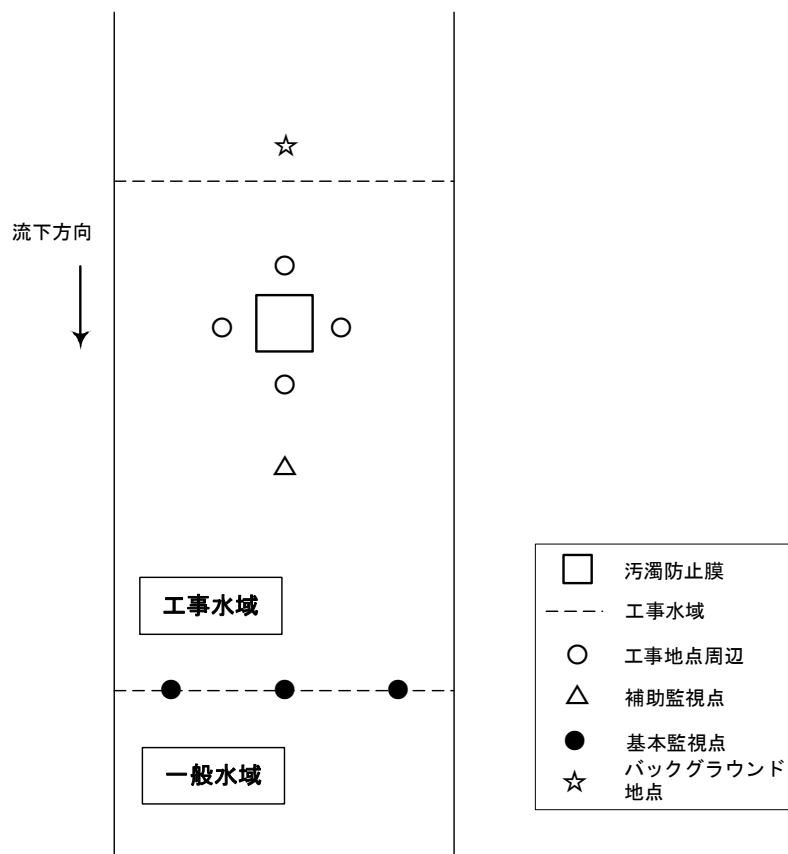 流下方向
工事水域
一般水域
汚濁防止膜
工事水域
工事地点周辺
補助監視点
基本監視点
バックグラウンド
地点